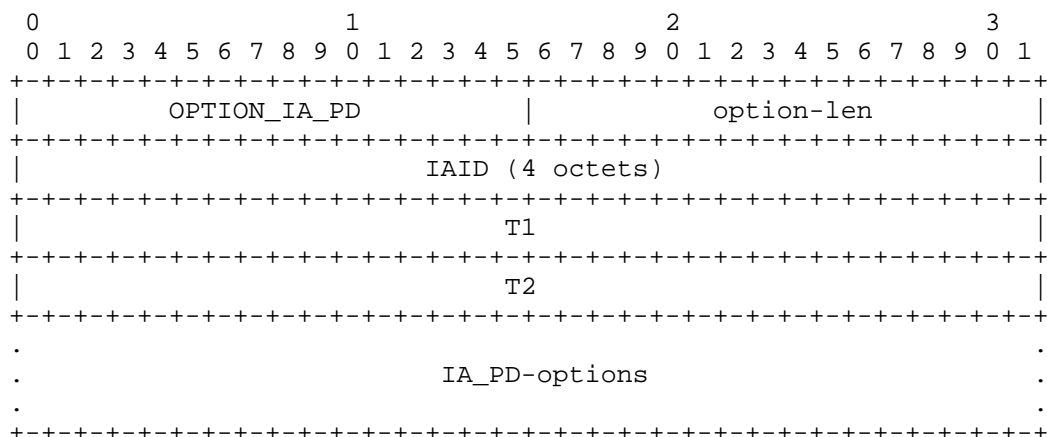 0                   1                   2                   3
 0 1 2 3 4 5 6 7 8 9 0 1 2 3 4 5 6 7 8 9 0 1 2 3 4 5 6 7 8 9 0 1
+-+-+-+-+-+-+-+-+-+-+-+-+-+-+-+-+-+-+-+-+-+-+-+-+-+-+-+-+-+-+-+-+
|         OPTION_IA_PD          |           option-len          |
+-+-+-+-+-+-+-+-+-+-+-+-+-+-+-+-+-+-+-+-+-+-+-+-+-+-+-+-+-+-+-+-+
|                         IAID (4 octets)                       |
+-+-+-+-+-+-+-+-+-+-+-+-+-+-+-+-+-+-+-+-+-+-+-+-+-+-+-+-+-+-+-+-+
|                              T1                               |
+-+-+-+-+-+-+-+-+-+-+-+-+-+-+-+-+-+-+-+-+-+-+-+-+-+-+-+-+-+-+-+-+
|                              T2                               |
+-+-+-+-+-+-+-+-+-+-+-+-+-+-+-+-+-+-+-+-+-+-+-+-+-+-+-+-+-+-+-+-+
.                                                               .
.                          IA_PD-options                        .
.                                                               .
+-+-+-+-+-+-+-+-+-+-+-+-+-+-+-+-+-+-+-+-+-+-+-+-+-+-+-+-+-+-+-+-+